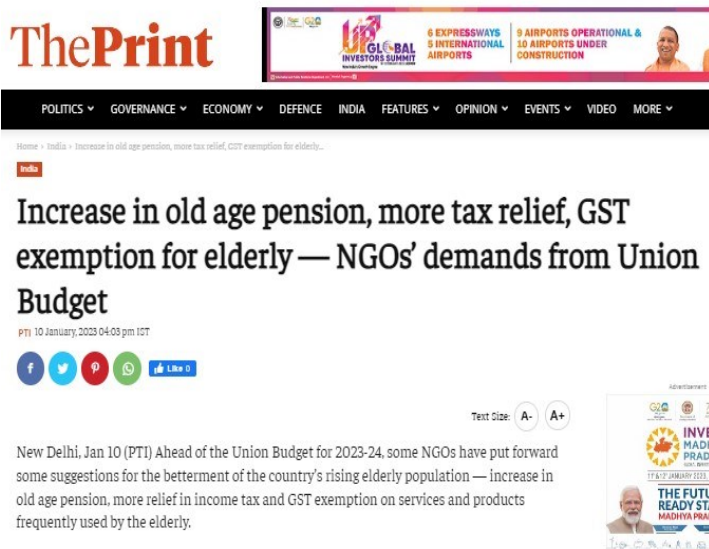 ThePrint
UP GLOBAL
INVESTORS SUMMIT
6 EXPRESSWAYS
5 INTERNATIONAL
AIRPORTS
9 AIRPORTS OPERATIONAL &
10 AIRPORTS UNDER
CONSTRUCTION
POLITICS GOVERNANCE ECONOMY DEFENCE INDIA FEATURES OPINION EVENTS VIDEO MORE
Home › India › Increase in old age pension, more tax relief, GST exemption for elderly...
India
Increase in old age pension, more tax relief, GST
exemption for elderly — NGOs’ demands from Union
Budget
PTI 10 January, 2023 04:03 pm IST
Like 0
Advertisement
Text Size: A- A+
New Delhi, Jan 10 (PTI) Ahead of the Union Budget for 2023-24, some NGOs have put forward
some suggestions for the betterment of the country’s rising elderly population — increase in
old age pension, more relief in income tax and GST exemption on services and products
frequently used by the elderly.
G20
INVE
MAD
PRAD
11 & 12 JANUARY 2023,
THE FUTU
READY STA
MADHYA PRA